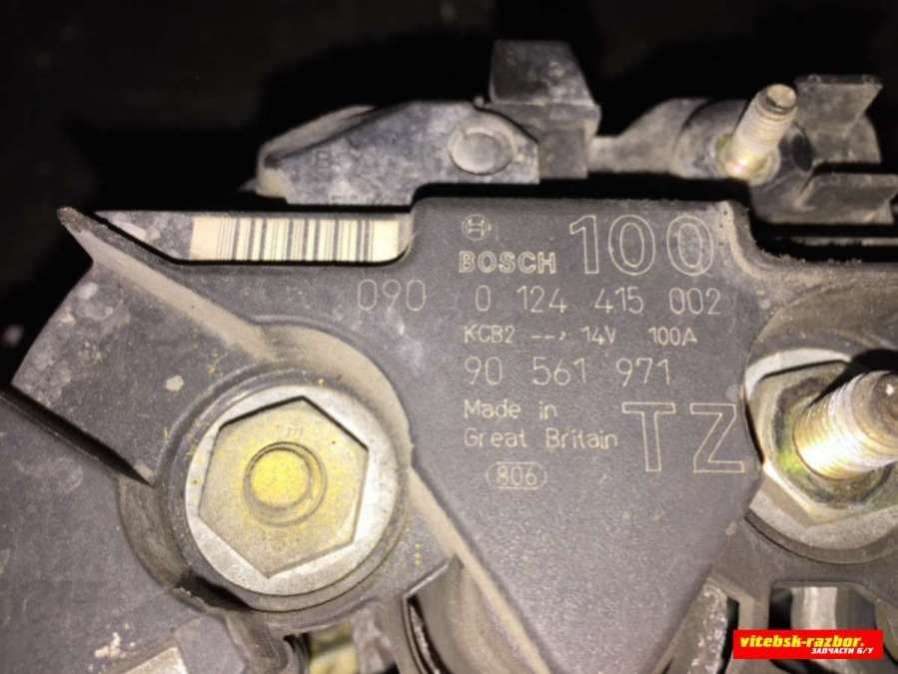 100
BOSCH
090 0 124 415 002
KCB2 --› 14V 100A
90 561 971
Made in
Great Britain
TZ
806
vitebsk-razbor.
ЗАПЧАСТИ Б/У